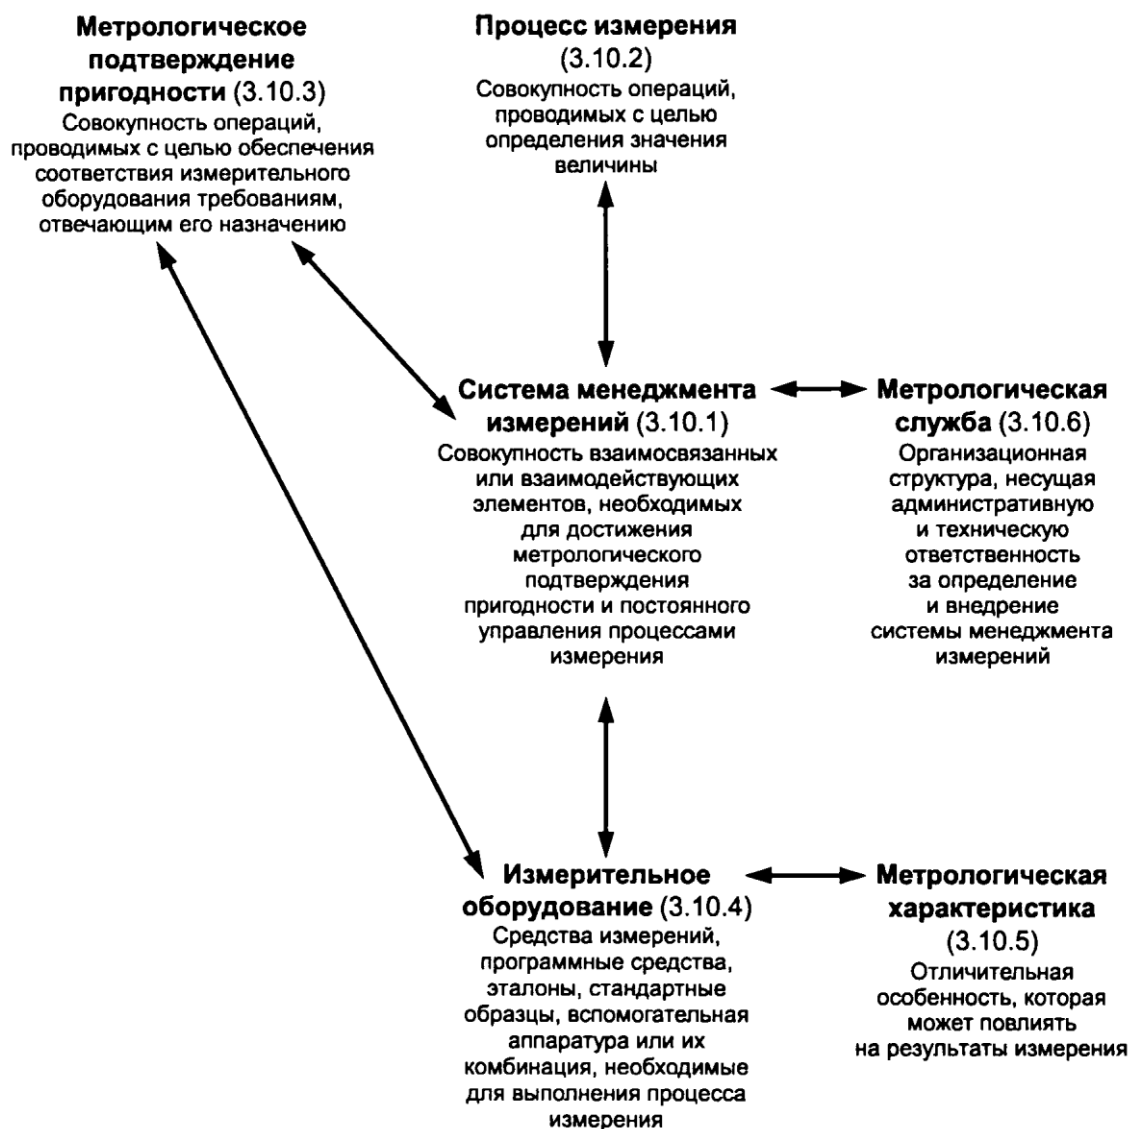 Метрологическое
подтверждение
пригодности (3.10.3)
Совокупность операций,
проводимых с целью обеспечения
соответствия измерительного
оборудования требованиям,
отвечающим его назначению
Процесс измерения
(3.10.2)
Совокупность операций,
проводимых с целью
определения значения
величины
Система менеджмента
измерений (3.10.1)
Совокупность взаимосвязанных
или взаимодействующих
элементов, необходимых
для достижения
метрологического
подтверждения
пригодности и постоянного
управления процессами
измерения
Метрологическая
служба (3.10.6)
Организационная
структура, несущая
административную
и техническую
ответственность
за определение
и внедрение
системы менеджмента
измерений
Измерительное
оборудование (3.10.4)
Средства измерений,
программные средства,
эталоны, стандартные
образцы, вспомогательная
аппаратура или их
комбинация, необходимые
для выполнения процесса
измерения
Метрологическая
характеристика
(3.10.5)
Отличительная
особенность, которая
может повлиять
на результаты измерения